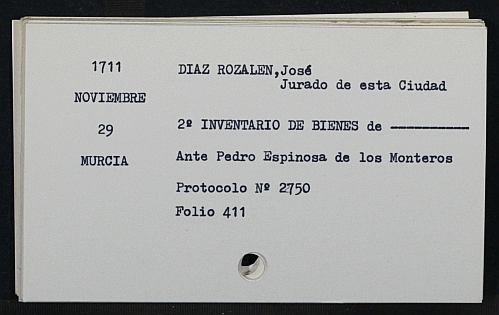 1711 DIAZ ROZALEN,José
Jurado de esta Ciudad
NOVIEMBRE
29 2º INVENTARIO DE BIENES de ----------
MURCIA Ante Pedro Espinosa de los Monteros
Protocolo Nº 2750
Folio 411